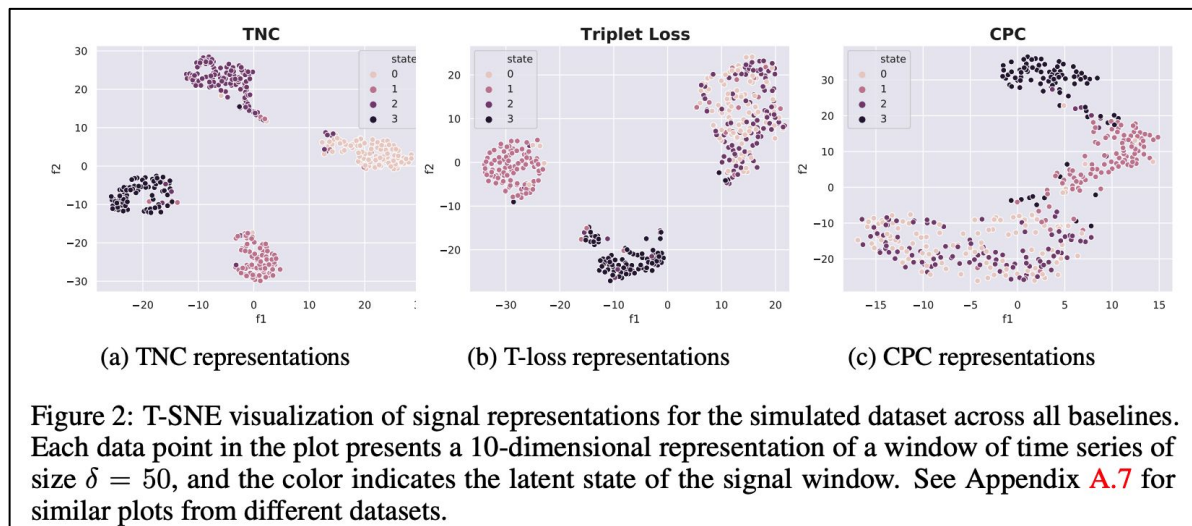 TNC
state
0
1
2
3
30
20
10
0
−10
−20
−30
f2
−20
−10
0
10
20
f1
(a) TNC representations
Triplet Loss
state
0
1
2
3
20
10
0
−10
−20
f2
−30
−20
−10
0
10
20
f1
(b) T-loss representations
CPC
state
0
1
2
3
30
20
10
0
−10
−20
f2
−15
−10
−5
0
5
10
15
f1
(c) CPC representations
Figure 2: T-SNE visualization of signal representations for the simulated dataset across all baselines.
Each data point in the plot presents a 10-dimensional representation of a window of time series of
size δ = 50, and the color indicates the latent state of the signal window. See Appendix A.7 for
similar plots from different datasets.